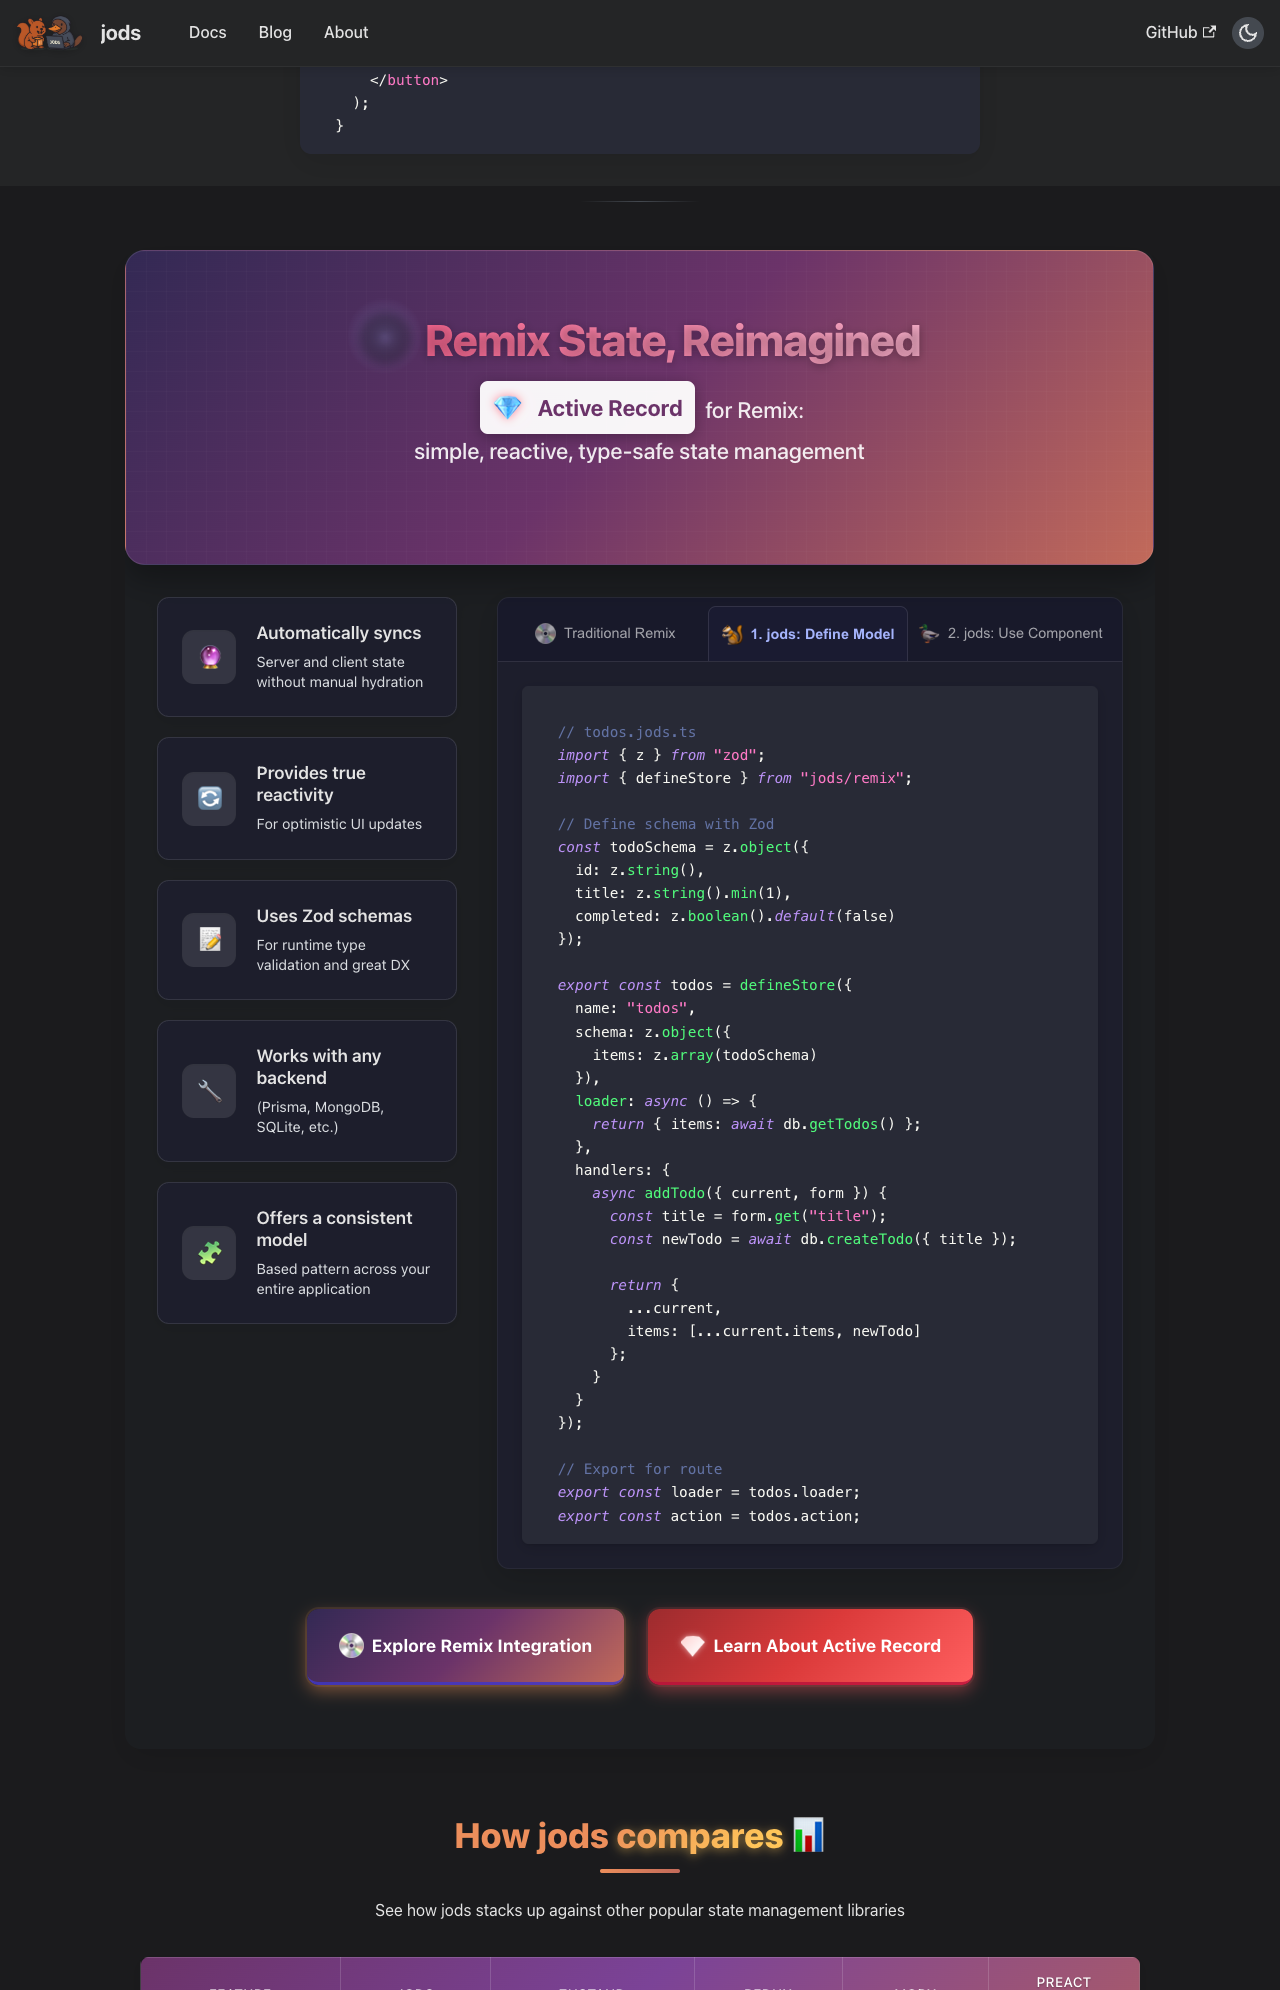 jods
Docs
Blog
About
GitHub
</button>
);
}
Remix State, Reimagined
Active Record for Remix:
simple, reactive, type-safe state management
Automatically syncs
Server and client state
without manual hydration
Provides true
reactivity
For optimistic UI updates
Uses Zod schemas
For runtime type
validation and great DX
Works with any
backend
(Prisma, MongoDB,
SQLite, etc.)
Offers a consistent
model
Based pattern across your
entire application
Traditional Remix
1. jods: Define Model
2. jods: Use Component
// todos.jods.ts
import { z } from "zod";
import { defineStore } from "jods/remix";
// Define schema with Zod
const todoSchema = z.object({
id: z.string(),
title: z.string().min(1),
completed: z.boolean().default(false)
});
export const todos = defineStore({
name: "todos",
schema: z.object({
items: z.array(todoSchema)
}),
loader: async () => {
return { items: await db.getTodos() };
},
handlers: {
async addTodo({ current, form }) {
const title = form.get("title");
const newTodo = await db.createTodo({ title });
return {
...current,
items: [...current.items, newTodo]
};
}
}
});
// Export for route
export const loader = todos.loader;
export const action = todos.action;
Explore Remix Integration
Learn About Active Record
How jods compares
See how jods stacks up against other popular state management libraries
PREACT